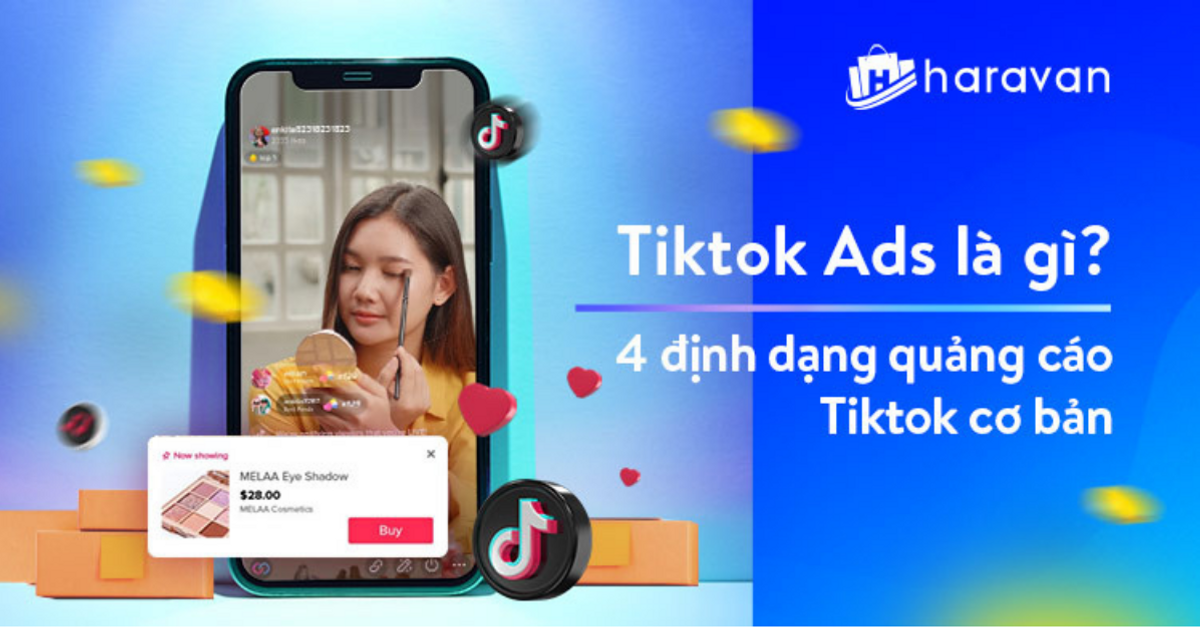 haravan
Tiktok Ads là gì?
4 định dạng quảng cáo
Tiktok cơ bản
Now showing
MELAA Eye Shadow
$28.00
MELAA Cosmetics
Buy